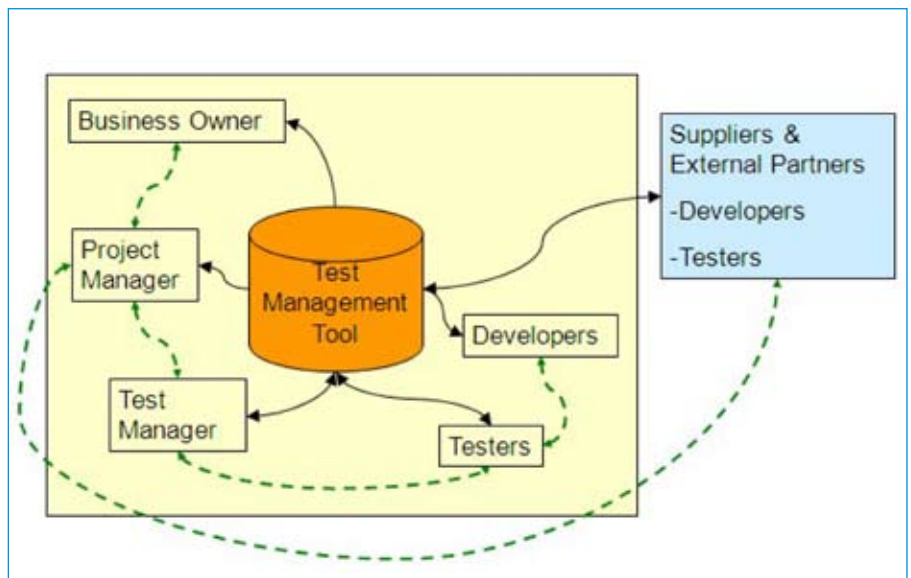 Business Owner
Suppliers &
External Partners
-Developers
-Testers
Project
Manager
Test
Management
Tool
Developers
Test
Manager
Testers